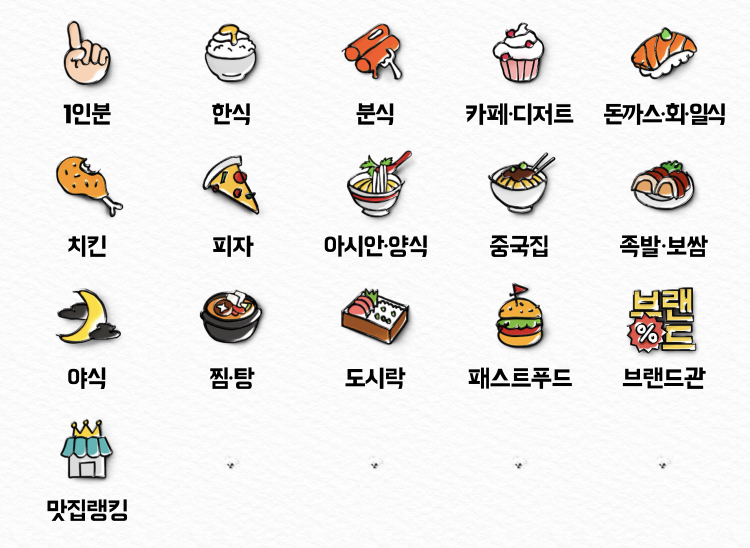 1인분
한식
분식
카페·디저트
돈까스·회·일식
치킨
피자
아시안·양식
중국집
족발·보쌈
야식
찜·탕
도시락
패스트푸드
브랜
%드
브랜드관
맛집랭킹